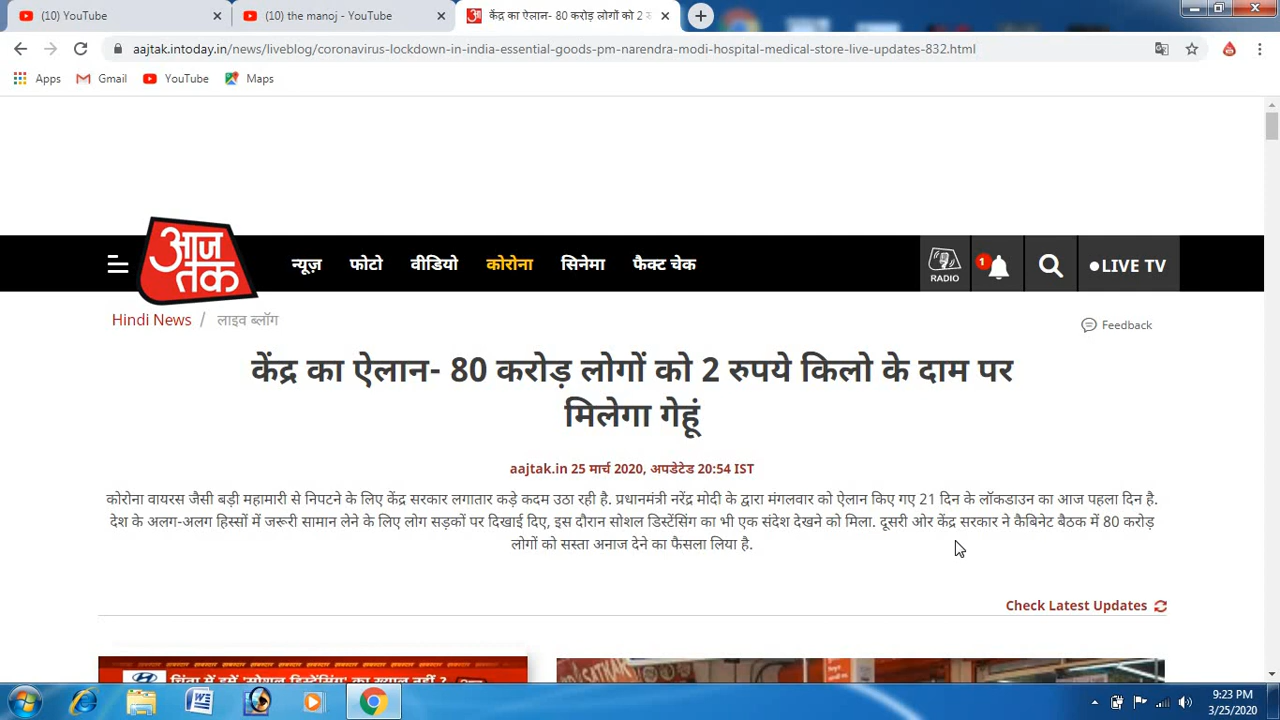 (10) YouTube
(10) the manoj - YouTube
केंद्र का ऐलान- 80 करोड़ लोगों को 2 रु
aajtak.intoday.in/news/liveblog/coronavirus-lockdown-in-india-essential-goods-pm-narendra-modi-hospital-medical-store-live-updates-832.html
Apps Gmail YouTube Maps
आज तक
न्यूज़ फोटो वीडियो कोरोना सिनेमा फैक्ट चेक
RADIO 1 LIVE TV
Hindi News / लाइव ब्लॉग
Feedback
केंद्र का ऐलान- 80 करोड़ लोगों को 2 रुपये किलो के दाम पर
मिलेगा गेहूं
aajtak.in 25 मार्च 2020, अपडेटेड 20:54 IST
कोरोना वायरस जैसी बड़ी महामारी से निपटने के लिए केंद्र सरकार लगातार कड़े कदम उठा रही है. प्रधानमंत्री नरेंद्र मोदी के द्वारा मंगलवार को ऐलान किए गए 21 दिन के लॉकडाउन का आज पहला दिन है.
देश के अलग-अलग हिस्सों में जरूरी सामान लेने के लिए लोग सड़कों पर दिखाई दिए, इस दौरान सोशल डिस्टेंसिंग का भी एक संदेश देखने को मिला. दूसरी ओर केंद्र सरकार ने कैबिनेट बैठक में 80 करोड़
लोगों को सस्ता अनाज देने का फैसला लिया है.
Check Latest Updates
चिंता में हमें 'सोशल डिस्टेंसिंग' का ख्याल नहीं ?
9:23 PM
3/25/2020